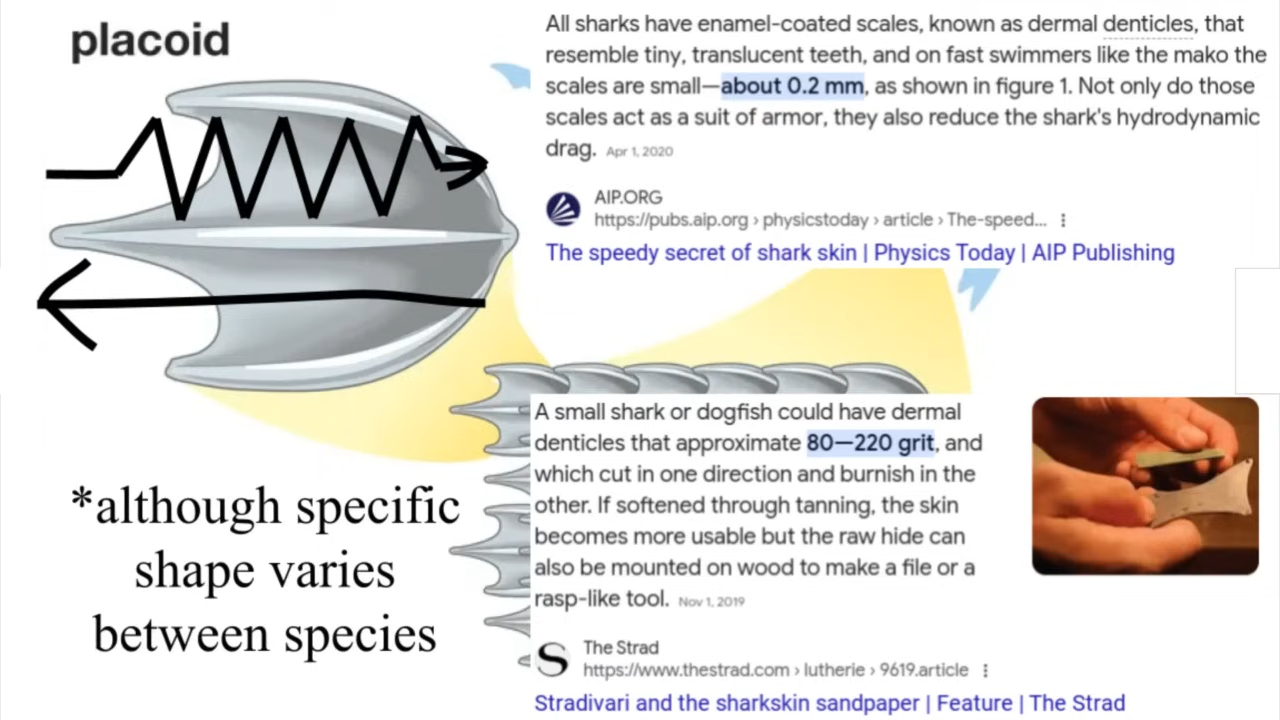 placoid
All sharks have enamel-coated scales, known as dermal denticles, that
resemble tiny, translucent teeth, and on fast swimmers like the mako the
scales are small—about 0.2 mm, as shown in figure 1. Not only do those
scales act as a suit of armor, they also reduce the shark's hydrodynamic
drag. Apr 1, 2020
AIP.ORG
https://pubs.aip.org › physicstoday › article › The-speed...
The speedy secret of shark skin | Physics Today | AIP Publishing
A small shark or dogfish could have dermal
denticles that approximate 80—220 grit, and
which cut in one direction and burnish in the
other. If softened through tanning, the skin
becomes more usable but the raw hide can
also be mounted on wood to make a file or a
rasp-like tool. Nov 1, 2019
S
The Strad
https://www.thestrad.com › lutherie › 9619.article
Stradivari and the sharkskin sandpaper | Feature | The Strad
*although specific
shape varies
between species